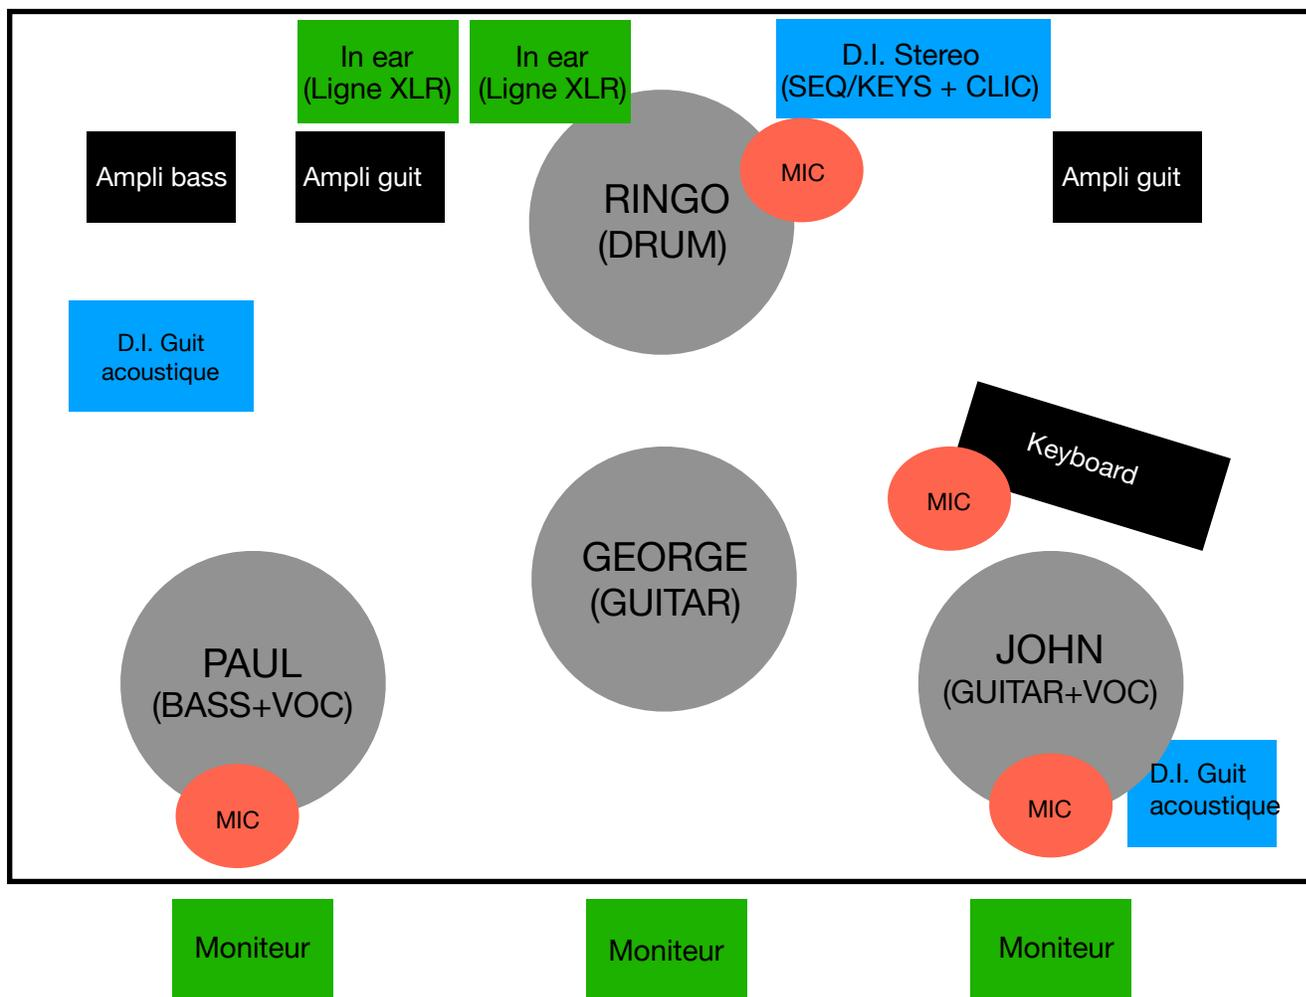 In ear
(Ligne XLR)
In ear
(Ligne XLR)
D.I. Stereo
(SEQ/KEYS + CLIC)
Ampli bass
Ampli guit
RINGO
(DRUM)
MIC
Ampli guit
D.I. Guit
acoustique
Keyboard
MIC
GEORGE
(GUITAR)
PAUL
(BASS+VOC)
JOHN
(GUITAR+VOC)
MIC
MIC
D.I. Guit
acoustique
Moniteur
Moniteur
Moniteur